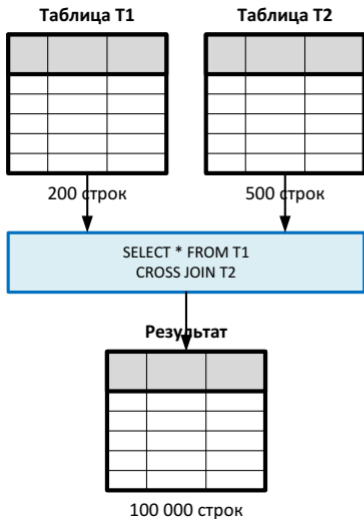 Таблица T1
Таблица T2
200 строк
500 строк
SELECT * FROM T1
CROSS JOIN T2
Результат
100 000 строк